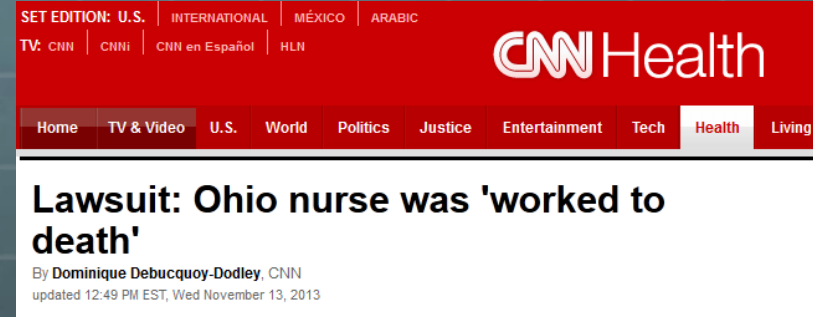 SET EDITION: U.S. INTERNATIONAL MÉXICO ARABIC
TV: CNN CNNi CNN en Español HLN
CNN Health
Home TV & Video U.S. World Politics Justice Entertainment Tech Health Living
Lawsuit: Ohio nurse was 'worked to
death'
By Dominique Debucquoy-Dodley, CNN
updated 12:49 PM EST, Wed November 13, 2013